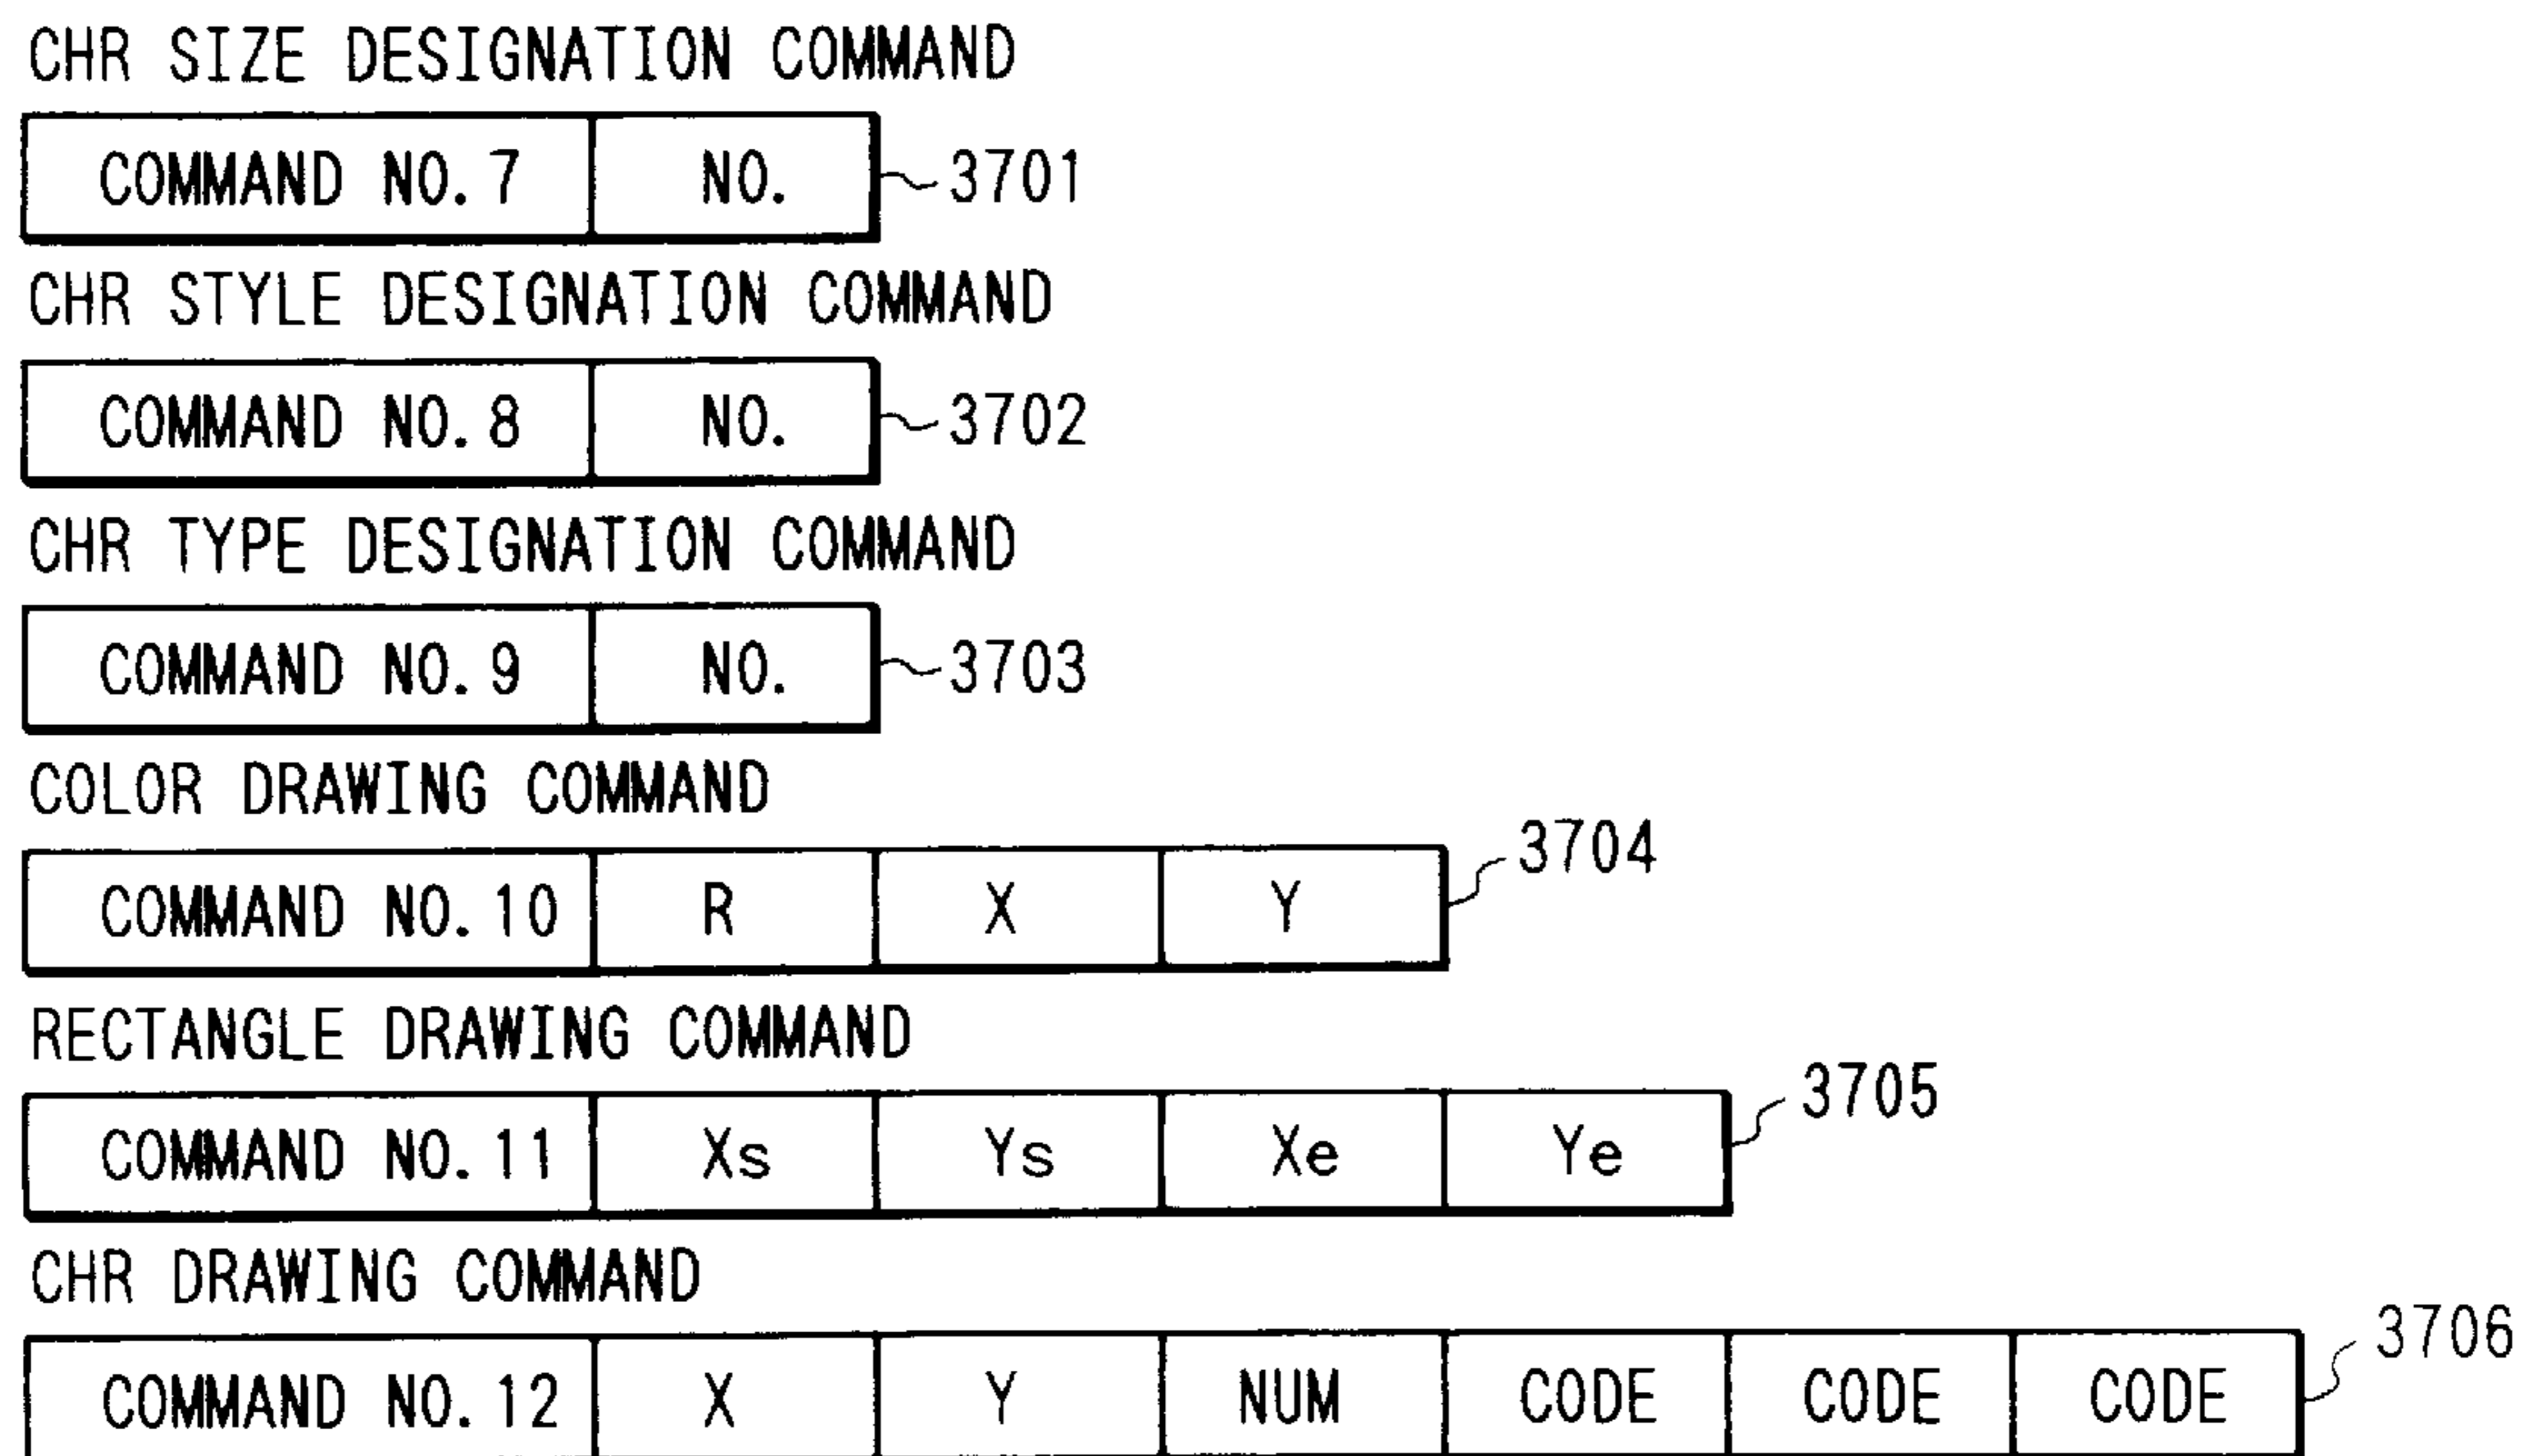 CHR SIZE DESIGNATION COMMAND
COMMAND NO. 7 NO. 3701
CHR STYLE DESIGNATION COMMAND
COMMAND NO. 8 NO. 3702
CHR TYPE DESIGNATION COMMAND
COMMAND NO. 9 NO. 3703
COLOR DRAWING COMMAND
COMMAND NO. 10 R X Y 3704
RECTANGLE DRAWING COMMAND
COMMAND NO. 11 Xs Ys Xe Ye 3705
CHR DRAWING COMMAND
COMMAND NO. 12 X Y NUM CODE CODE CODE 3706